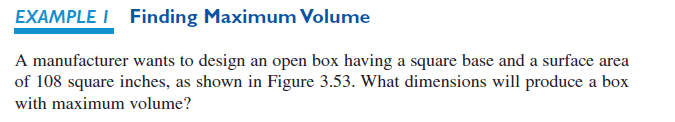 EXAMPLE 1 Finding Maximum Volume
A manufacturer wants to design an open box having a square base and a surface area
of 108 square inches, as shown in Figure 3.53. What dimensions will produce a box
with maximum volume?